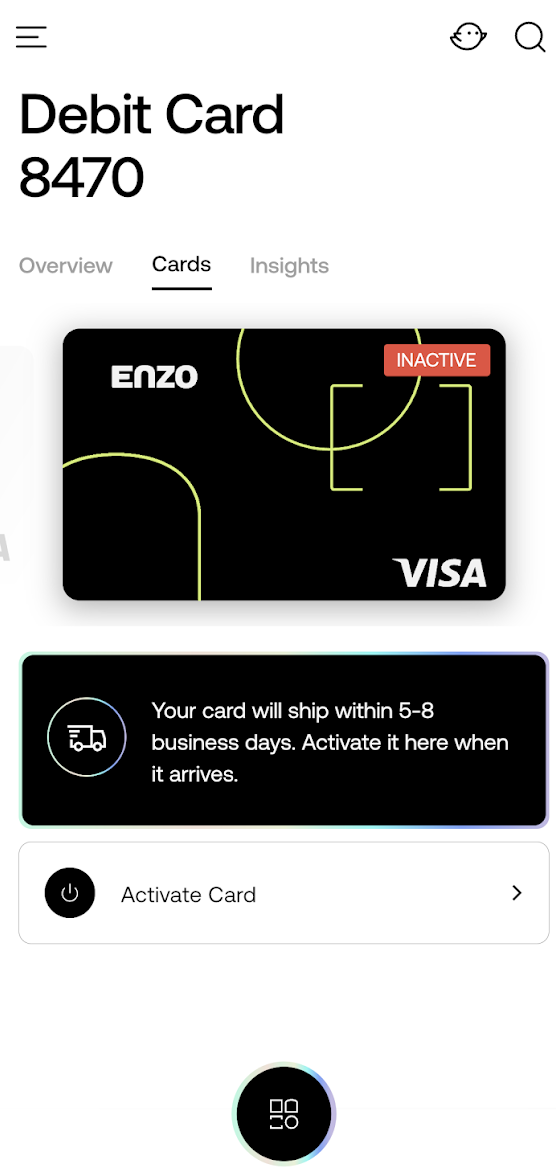 Debit Card
8470
Overview Cards Insights
INACTIVE
ENZO
VISA
Your card will ship within 5-8
business days. Activate it here when
it arrives.
Activate Card